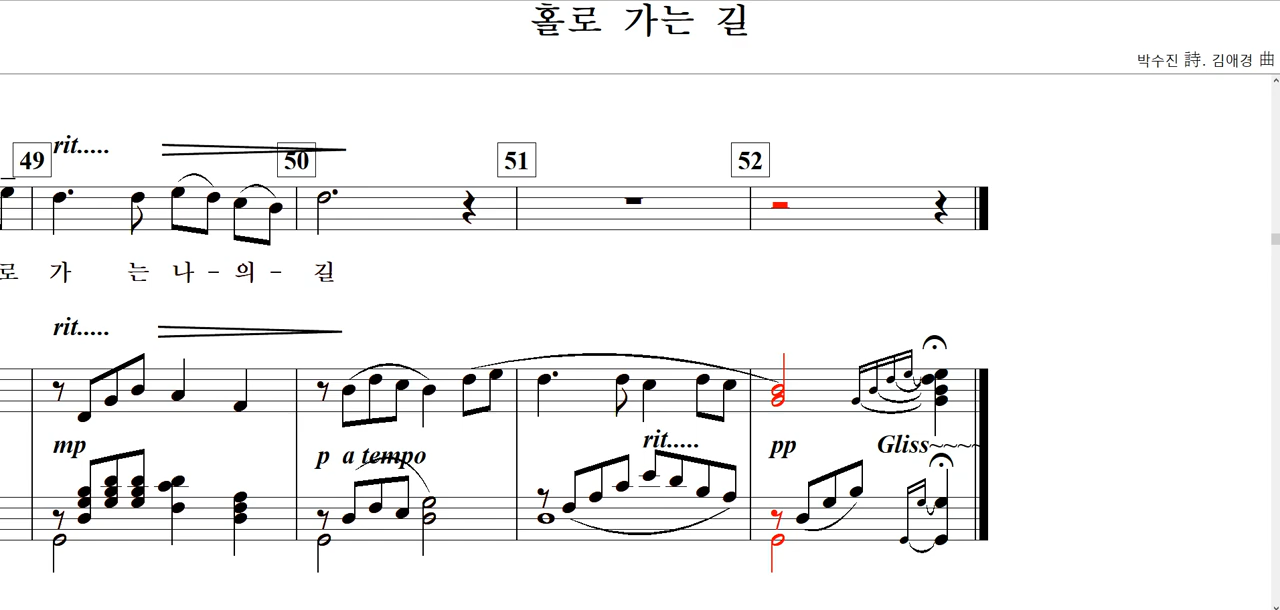 홀로 가는 길
박수진 詩. 김애경 曲
rit.....
49 50 51 52
로 가 는 나 - 의 - 길
rit.....
mp p a tempo rit..... pp Gliss~~~~